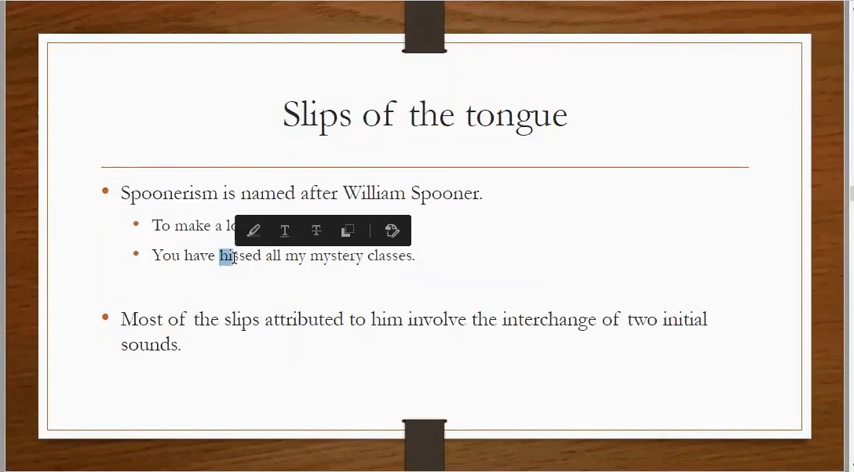 Slips of the tongue
• Spoonerism is named after William Spooner.
• To make a
• You have hissed all my mystery classes.
• Most of the slips attributed to him involve the interchange of two initial
sounds.